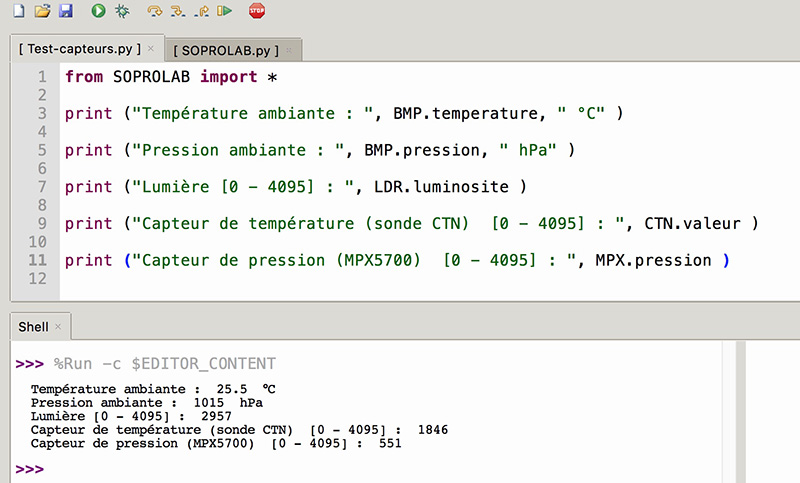 STOP
[ Test-capteurs.py ] × [ SOPROLAB.py ] ×
1 from SOPROLAB import *
2
3 print ("Température ambiante : ", BMP.temperature, " °C" )
4
5 print ("Pression ambiante : ", BMP.pression, " hPa" )
6
7 print ("Lumière [0 - 4095] : ", LDR.luminosite )
8
9 print ("Capteur de température (sonde CTN)  [0 - 4095] : ", CTN.valeur )
10
11 print ("Capteur de pression (MPX5700)  [0 - 4095] : ", MPX.pression )
12
Shell ×
>>> %Run -c $EDITOR_CONTENT
Température ambiante :  25.5  °C
Pression ambiante :  1015  hPa
Lumière [0 - 4095] :  2957
Capteur de température (sonde CTN)  [0 - 4095] :  1846
Capteur de pression (MPX5700)  [0 - 4095] :  551
>>>